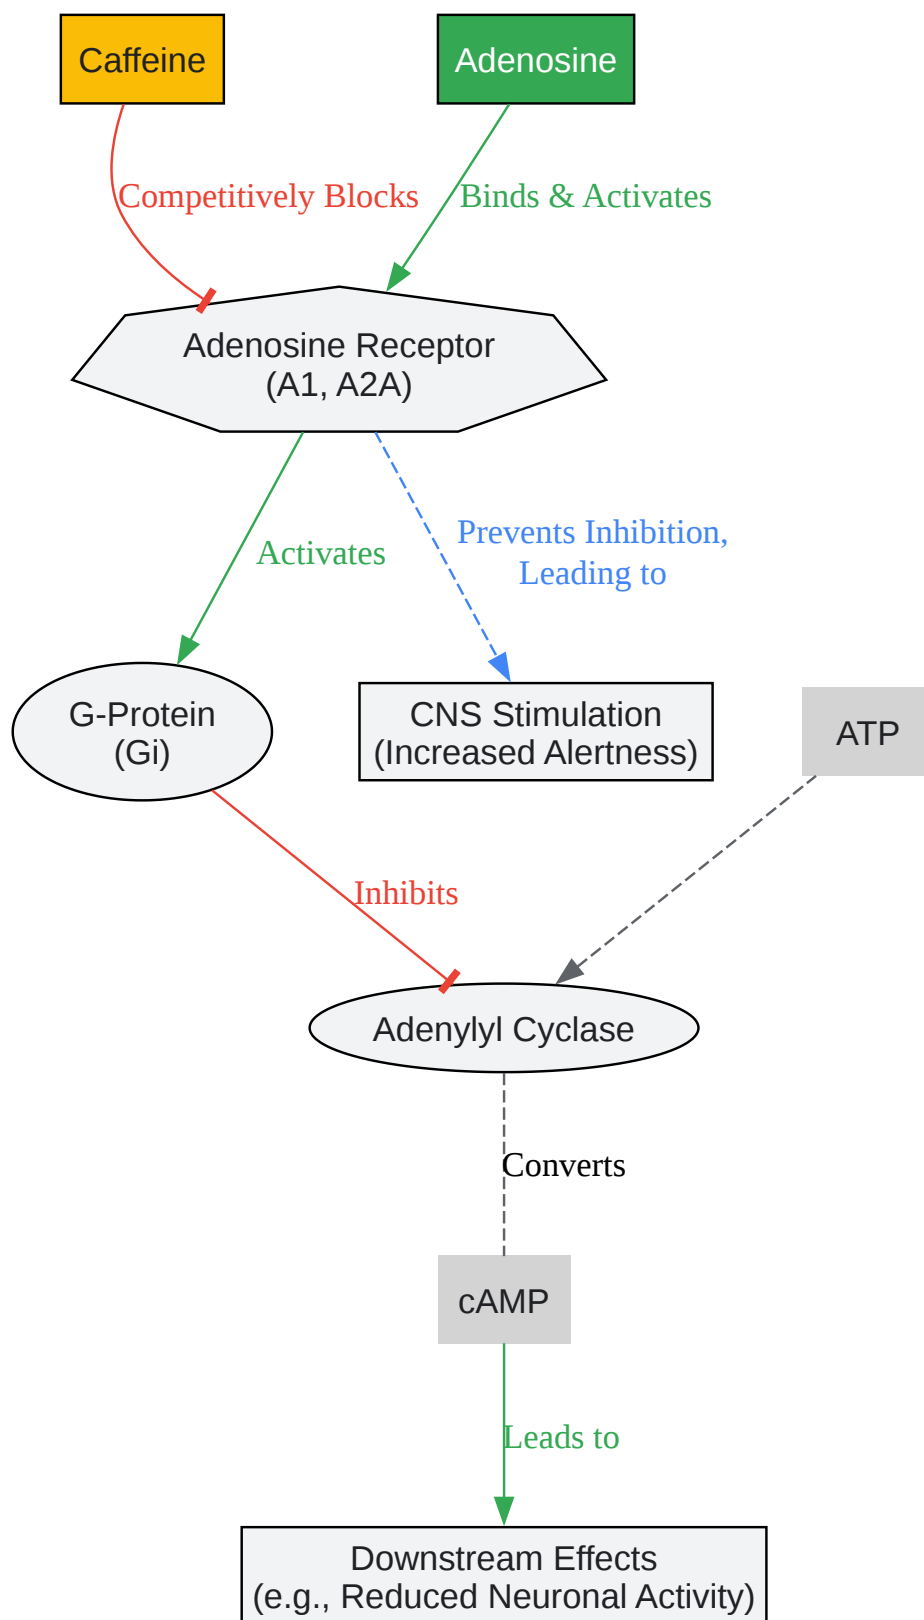 Caffeine
Adenosine
Competitively Blocks
Binds & Activates
Adenosine Receptor
(A1, A2A)
Activates
Prevents Inhibition,
Leading to
G-Protein
(Gi)
CNS Stimulation
(Increased Alertness)
ATP
Inhibits
Adenylyl Cyclase
Converts
cAMP
Leads to
Downstream Effects
(e.g., Reduced Neuronal Activity)